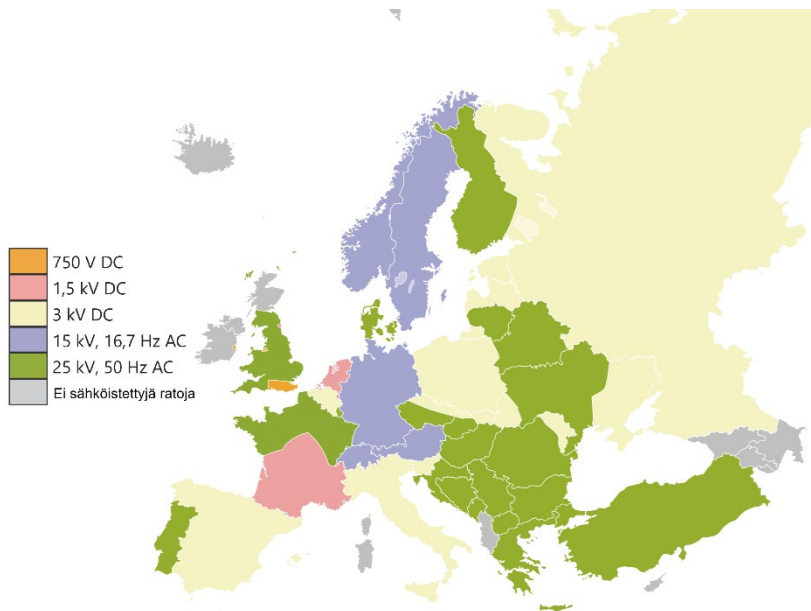 750 V DC
1,5 kV DC
3 kV DC
15 kV, 16,7 Hz AC
25 kV, 50 Hz AC
Ei sähköistettyjä ratoja